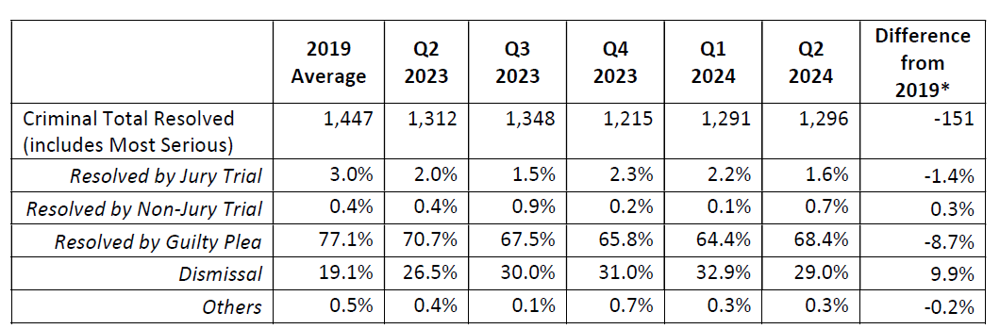 2019 Average Q2 2023 Q3 2023 Q4 2023 Q1 2024 Q2 2024 Difference from 2019*
Criminal Total Resolved (includes Most Serious) 1,447 1,312 1,348 1,215 1,291 1,296 -151
Resolved by Jury Trial 3.0% 2.0% 1.5% 2.3% 2.2% 1.6% -1.4%
Resolved by Non-Jury Trial 0.4% 0.4% 0.9% 0.2% 0.1% 0.7% 0.3%
Resolved by Guilty Plea 77.1% 70.7% 67.5% 65.8% 64.4% 68.4% -8.7%
Dismissal 19.1% 26.5% 30.0% 31.0% 32.9% 29.0% 9.9%
Others 0.5% 0.4% 0.1% 0.7% 0.3% 0.3% -0.2%